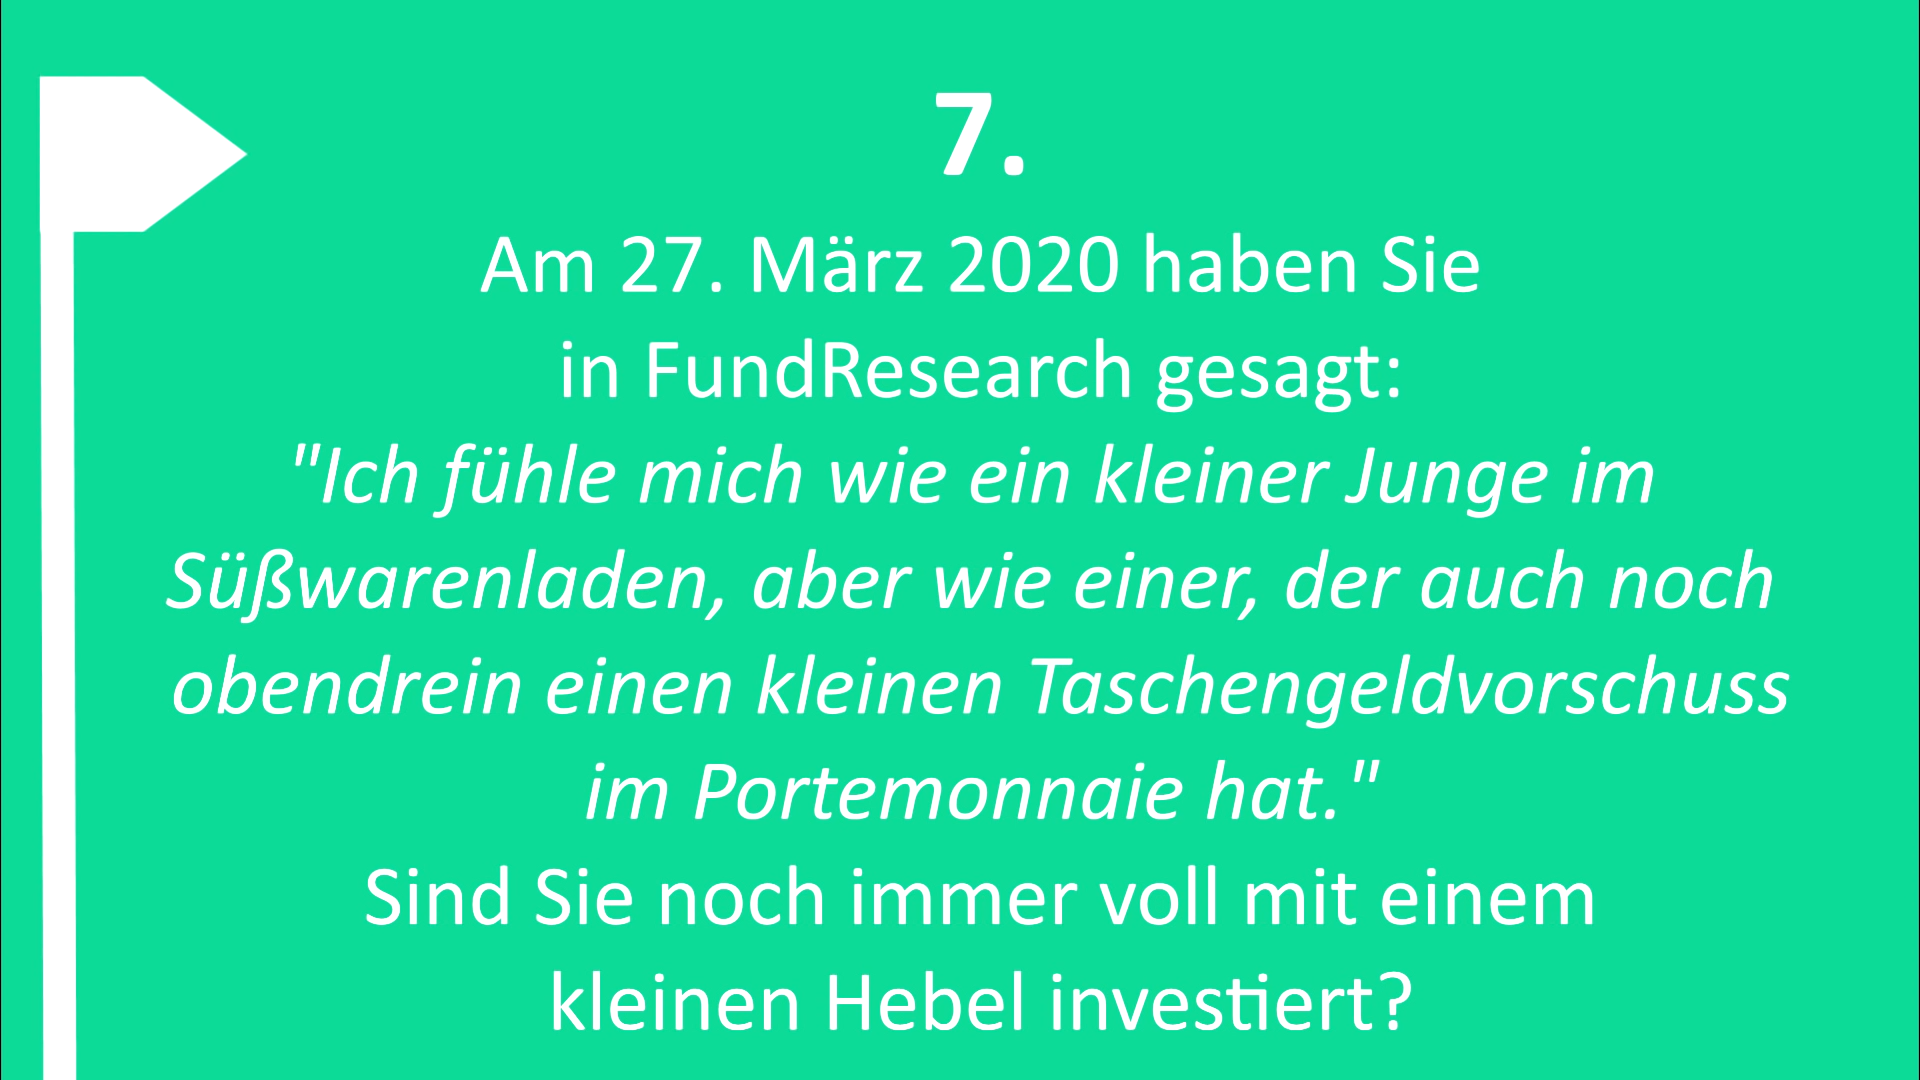 7.
Am 27. März 2020 haben Sie
in FundResearch gesagt:
"Ich fühle mich wie ein kleiner Junge im
Süßwarenladen, aber wie einer, der auch noch
obendrein einen kleinen Taschengeldvorschuss
im Portemonnaie hat."
Sind Sie noch immer voll mit einem
kleinen Hebel investiert?